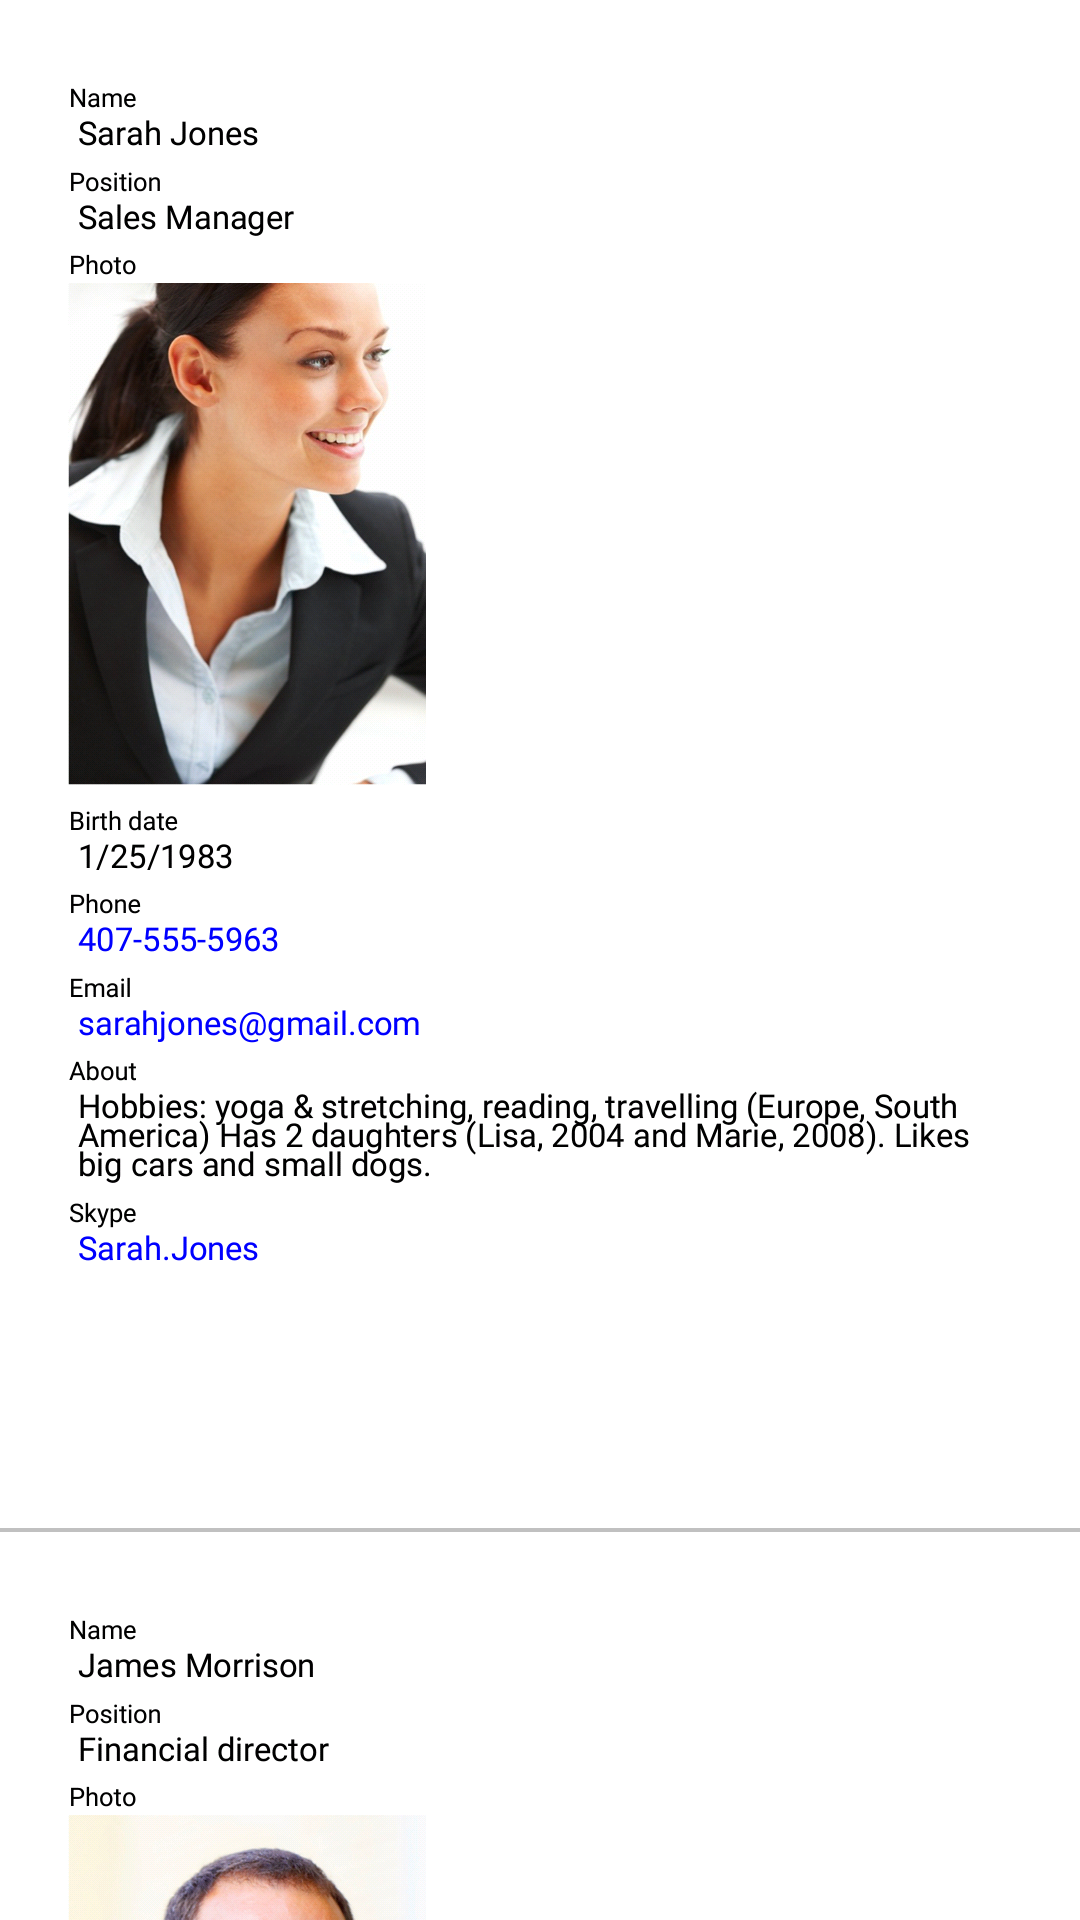 Name
Sarah Jones
Position
Sales Manager
Photo
Birth date
1/25/1983
Phone
407-555-5963
Email
sarahjones@gmail.com
About
Hobbies: yoga & stretching, reading, travelling (Europe, South
America) Has 2 daughters (Lisa, 2004 and Marie, 2008). Likes
big cars and small dogs.
Skype
Sarah.Jones
Name
James Morrison
Position
Financial director
Photo